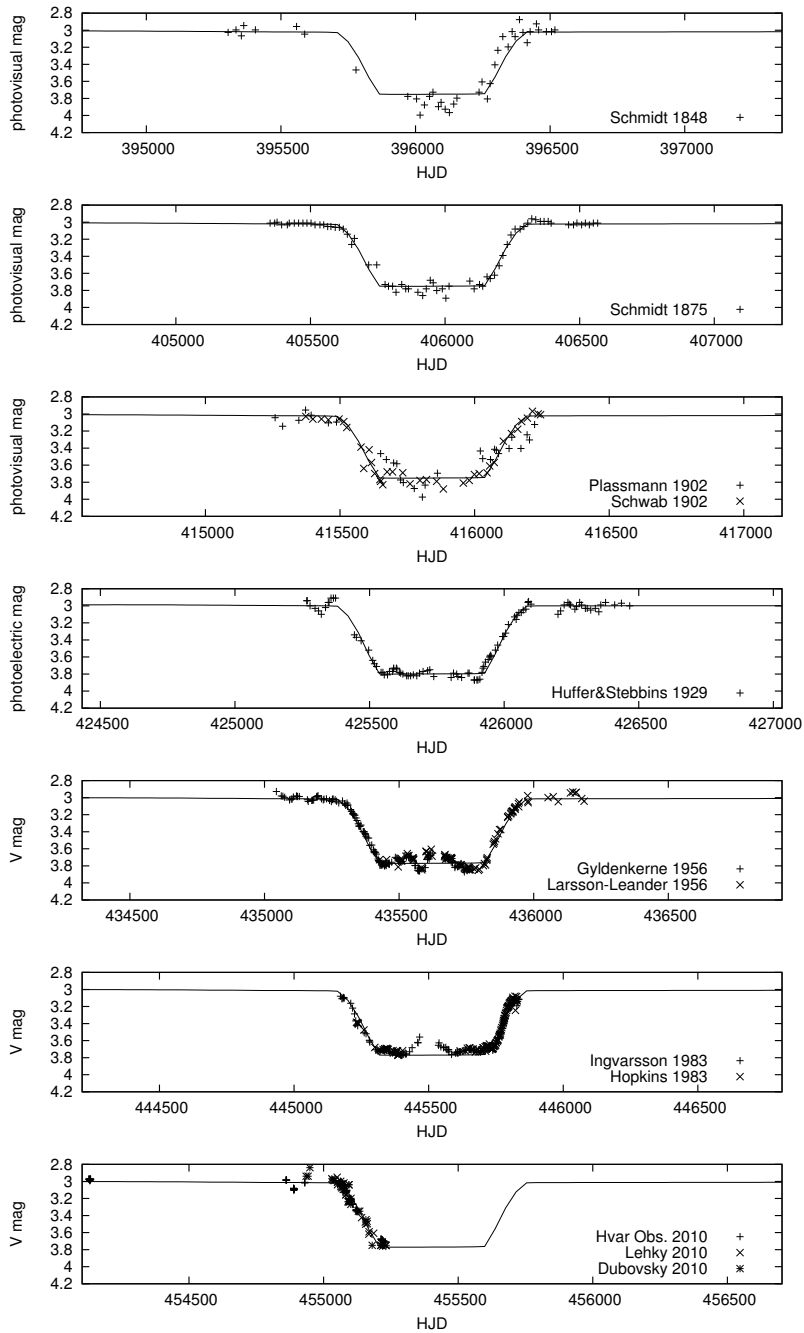 photovisual mag
2.8
3
3.2
3.4
3.6
3.8
4
4.2
Schmidt 1848 +
395000 395500 396000 396500 397000
HJD
photovisual mag
2.8
3
3.2
3.4
3.6
3.8
4
4.2
Schmidt 1875 +
405000 405500 406000 406500 407000
HJD
photovisual mag
2.8
3
3.2
3.4
3.6
3.8
4
4.2
Plassmann 1902 +
Schwab 1902 ×
415000 415500 416000 416500 417000
HJD
photoelectric mag
2.8
3
3.2
3.4
3.6
3.8
4
4.2
Huffer&Stebbins 1929 +
424500 425000 425500 426000 426500 427000
HJD
V mag
2.8
3
3.2
3.4
3.6
3.8
4
4.2
Gyldenkerne 1956 +
Larsson-Leander 1956 ×
434500 435000 435500 436000 436500
HJD
V mag
2.8
3
3.2
3.4
3.6
3.8
4
4.2
Ingvarsson 1983 +
Hopkins 1983 ×
444500 445000 445500 446000 446500
HJD
V mag
2.8
3
3.2
3.4
3.6
3.8
4
4.2
Hvar Obs. 2010 +
Lehky 2010 ×
Dubovsky 2010 ∗
454500 455000 455500 456000 456500
HJD